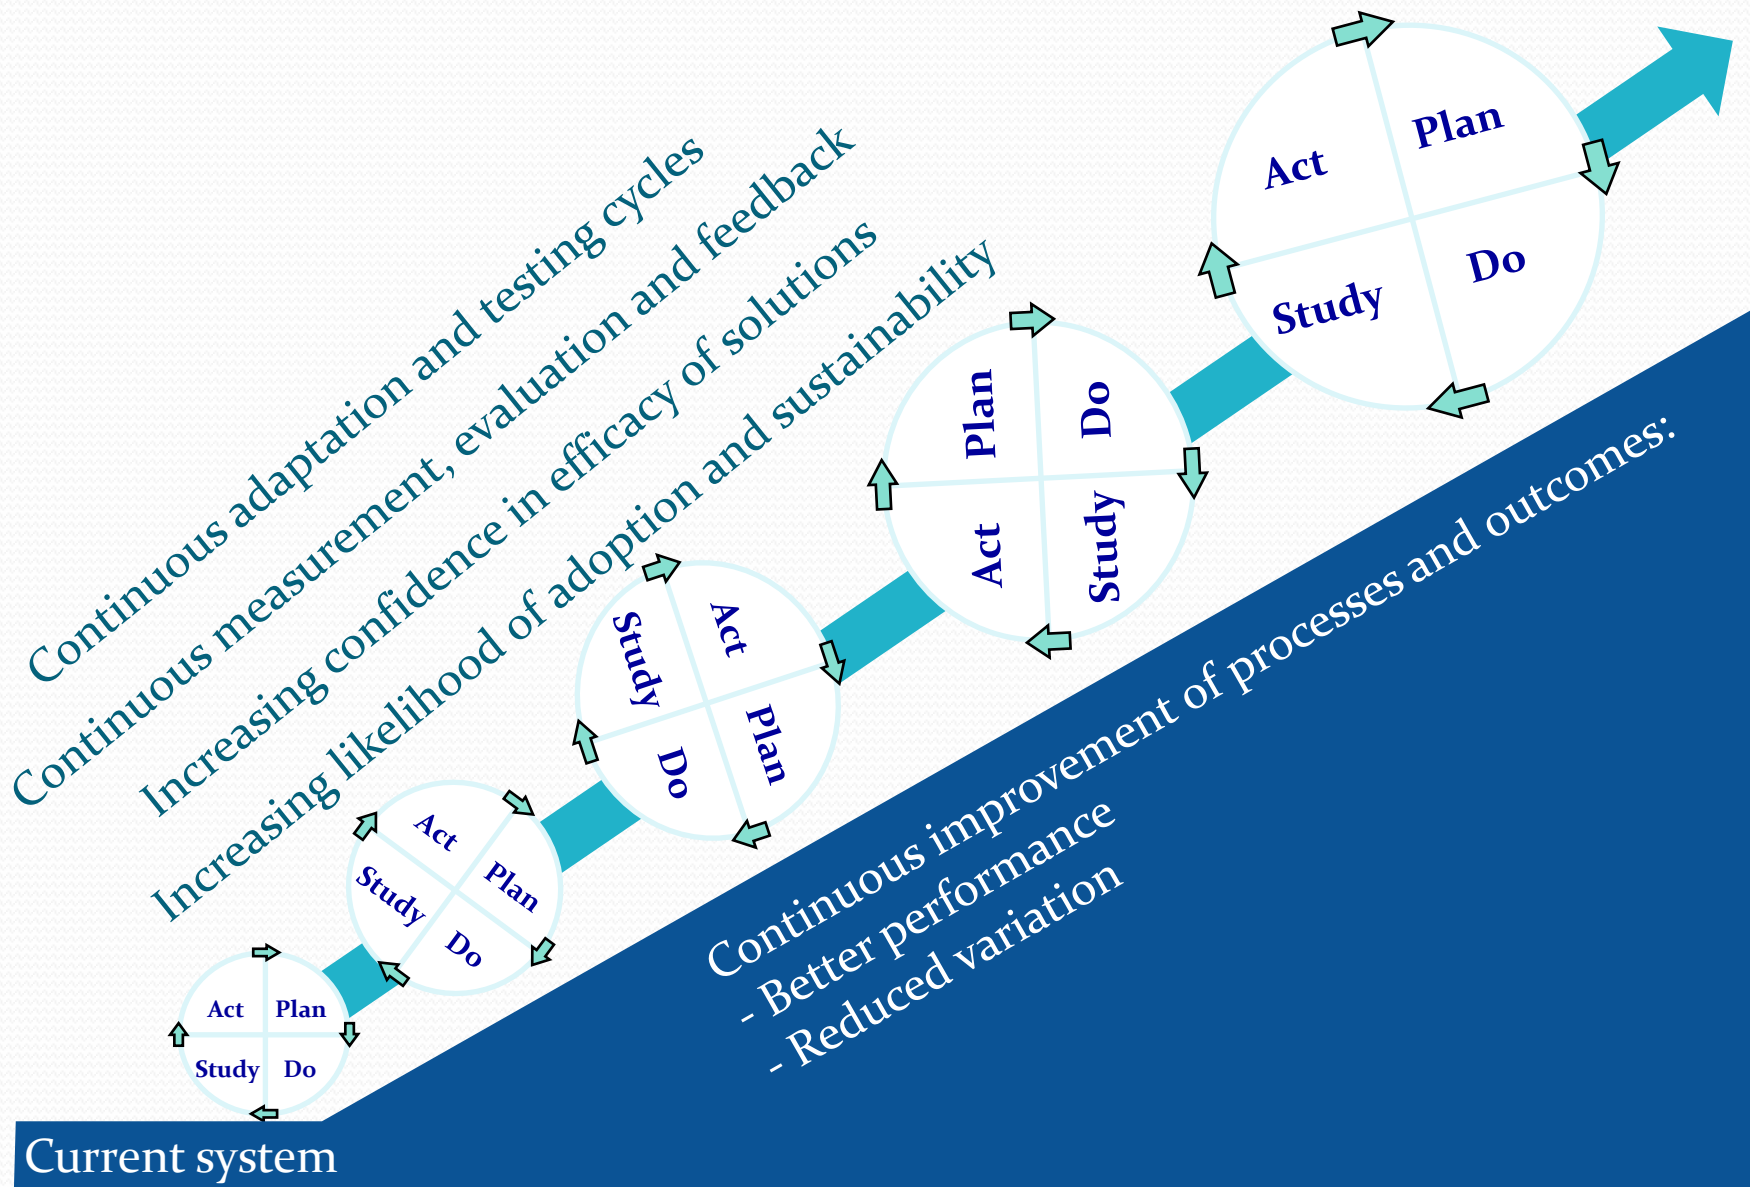 Continuous adaptation and testing cycles
Continuous measurement, evaluation and feedback
Increasing confidence in efficacy of solutions
Increasing likelihood of adoption and sustainability
Act
Plan
Study
Do
Plan
Do
Act
Study
Study
Act
Do
Plan
Act
Plan
Study
Do
Act
Plan
Study
Do
Continuous improvement of processes and outcomes:
- Better performance
- Reduced variation
Current system